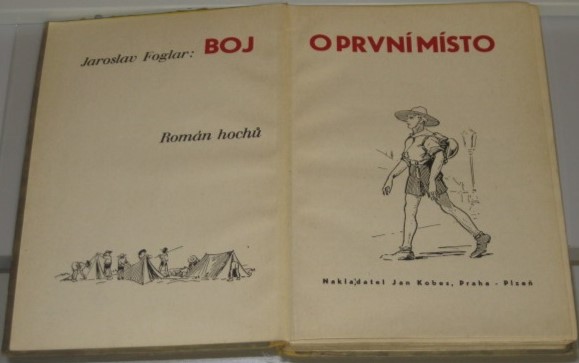 Jaroslav Foglar: BOJ O PRVNÍ MÍSTO
Román hochů
Nakladatel Jan Kobes, Praha - Plzeň